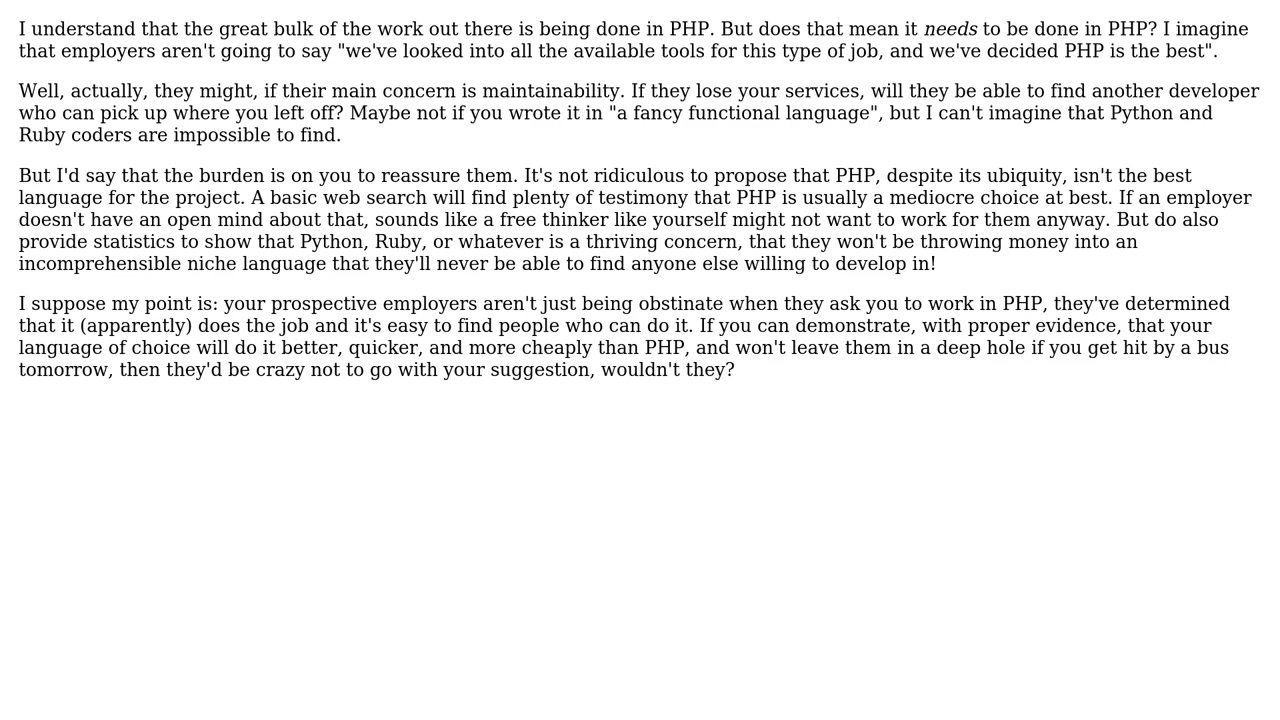 I understand that the great bulk of the work out there is being done in PHP. But does that mean it needs to be done in PHP? I imagine
that employers aren't going to say "we've looked into all the available tools for this type of job, and we've decided PHP is the best".
Well, actually, they might, if their main concern is maintainability. If they lose your services, will they be able to find another developer
who can pick up where you left off? Maybe not if you wrote it in "a fancy functional language", but I can't imagine that Python and
Ruby coders are impossible to find.
But I'd say that the burden is on you to reassure them. It's not ridiculous to propose that PHP, despite its ubiquity, isn't the best
language for the project. A basic web search will find plenty of testimony that PHP is usually a mediocre choice at best. If an employer
doesn't have an open mind about that, sounds like a free thinker like yourself might not want to work for them anyway. But do also
provide statistics to show that Python, Ruby, or whatever is a thriving concern, that they won't be throwing money into an
incomprehensible niche language that they'll never be able to find anyone else willing to develop in!
I suppose my point is: your prospective employers aren't just being obstinate when they ask you to work in PHP, they've determined
that it (apparently) does the job and it's easy to find people who can do it. If you can demonstrate, with proper evidence, that your
language of choice will do it better, quicker, and more cheaply than PHP, and won't leave them in a deep hole if you get hit by a bus
tomorrow, then they'd be crazy not to go with your suggestion, wouldn't they?